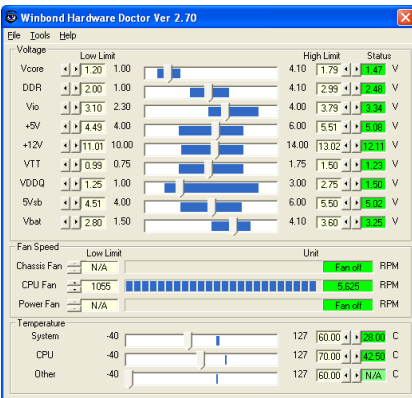 Winbond Hardware Doctor Ver 2.70
File Tools Help
Voltage
Low Limit High Limit Status
Vcore 1.20 1.00 4.10 1.79 1.47 V
DDR 2.00 1.00 4.10 2.99 2.48 V
Vio 3.10 2.30 4.00 3.79 3.34 V
+5V 4.49 4.00 6.00 5.51 5.08 V
+12V 11.01 10.00 14.00 13.02 12.11 V
VTT 0.99 0.75 1.75 1.50 1.23 V
VDDQ 1.25 1.00 3.00 2.75 1.50 V
5Vsb 4.51 4.00 6.00 5.50 5.02 V
Vbat 2.80 1.50 4.10 3.60 3.25 V
Fan Speed
Low Limit Unit
Chassis Fan N/A Fan off RPM
CPU Fan 1055 5,625 RPM
Power Fan N/A Fan off RPM
Temperature
System -40 127 60.00 28.00 C
CPU -40 127 70.00 42.50 C
Other -40 127 60.00 N/A C